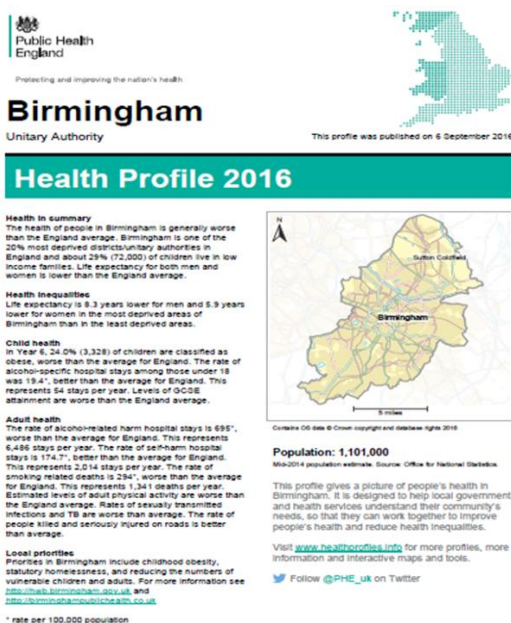 Public Health
England
Protecting and improving the nation's health
Birmingham
Unitary Authority
This profile was published on 6 September 2016
Health Profile 2016
Health in summary
The health of people in Birmingham is generally worse
than the England average. Birmingham is one of the
20% most deprived districts/unitary authorities in
England and about 29% (72,000) of children live in low
income families. Life expectancy for both men and
women is lower than the England average.
Health inequalities
Life expectancy is 8.3 years lower for men and 5.9 years
lower for women in the most deprived areas of
Birmingham than in the least deprived areas.
Child health
In Year 6, 24.0% (3,328) of children are classified as
obese, worse than the average for England. The rate of
alcohol-specific hospital stays among those under 18
was 19.4*, better than the average for England. This
represents 54 stays per year. Levels of GCSE
attainment are worse than the England average.
Adult health
The rate of alcohol-related harm hospital stays is 695*,
worse than the average for England. This represents
6,486 stays per year. The rate of self-harm hospital
stays is 174.7*, better than the average for England.
This represents 2,014 stays per year. The rate of
smoking related deaths is 294*, worse than the average
for England. This represents 1,341 deaths per year.
Estimated levels of adult physical activity are worse than
the England average. Rates of sexually transmitted
infections and TB are worse than average. The rate of
people killed and seriously injured on roads is better
than average.
Local priorities
Priorities in Birmingham include childhood obesity,
statutory homelessness, and reducing the numbers of
vulnerable children and adults. For more information see
http://hwb.birmingham.gov.uk and
http://birminghampublichealth.co.uk
* rate per 100,000 population
N
Sutton Coldfield
Birmingham
5 miles
Contains OS data © Crown copyright and database rights 2016
Population: 1,101,000
Mid-2014 population estimate. Source: Office for National Statistics.
This profile gives a picture of people's health in
Birmingham. It is designed to help local government
and health services understand their community's
needs, so that they can work together to improve
people's health and reduce health inequalities.
Visit www.healthprofiles.info for more profiles, more
information and interactive maps and tools.
Follow @PHE_uk on Twitter